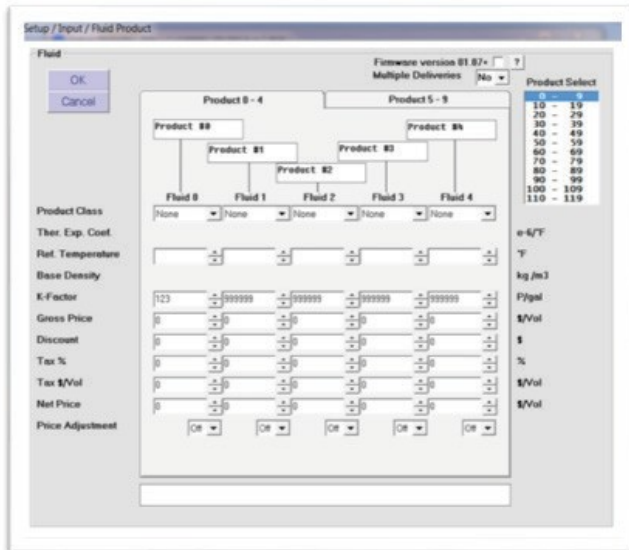 Setup / Input / Fluid Product
Fluid
Firmware version 01.07+ ?
OK
Multiple Deliveries No
Product Select
Cancel
Product 0 - 4 Product 5 - 9
0 - 9
10 - 19
20 - 29
30 - 39
40 - 49
50 - 59
60 - 69
70 - 79
80 - 89
90 - 99
100 - 109
110 - 119
Product #0 Product #4
Product #1 Product #3
Product #2
Fluid 0 Fluid 1 Fluid 2 Fluid 3 Fluid 4
Product Class None None None None None
Ther. Exp. Coef. e-6/°F
Ref. Temperature °F
Base Density kg /m3
K-Factor 123 999999 999999 999999 999999 P/gal
Gross Price 0 0 0 0 0 $/Vol
Discount 0 0 0 0 0 $
Tax % 0 0 0 0 0 %
Tax $/Vol 0 0 0 0 0 $/Vol
Net Price 0 0 0 0 0 $/Vol
Price Adjustment Off Off Off Off Off